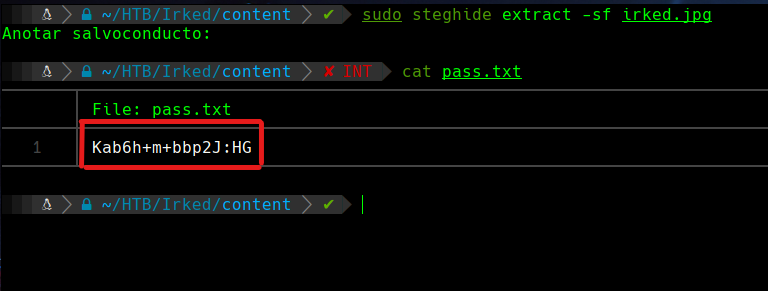 ~/HTB/Irked/content ✔ sudo steghide extract -sf irked.jpg
Anotar salvoconducto:
~/HTB/Irked/content ✘ INT cat pass.txt
File: pass.txt
1 Kab6h+m+bbp2J:HG
~/HTB/Irked/content ✔